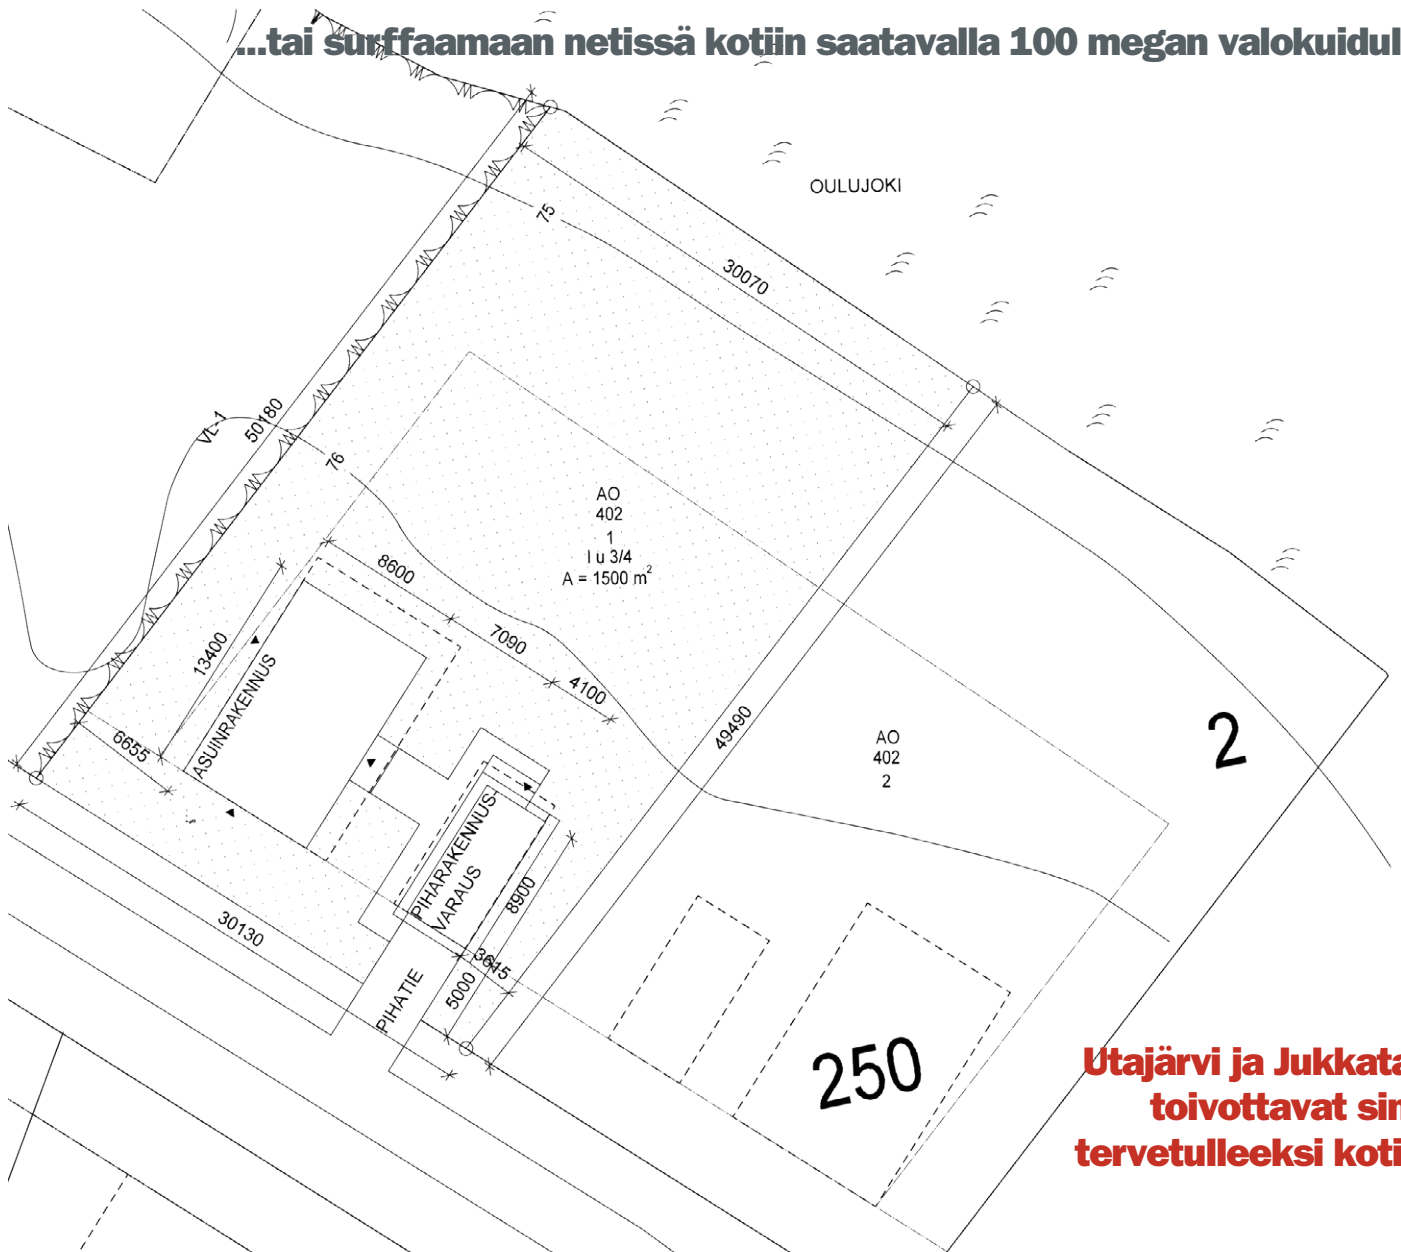 ...tai surffaamaan netissä kotiin saatavalla 100 megan valokuidul
OULUJOKI
75
30070
VL-1
50180
76
AO
402
1
I u 3/4
A = 1500 m²
8600
7090
4100
13400
ASUINRAKENNUS
6655
49490
AO
402
2
2
PIHARAKENNUS
VARAUS
8900
30130
3615
5000
PIHATIE
250
Utajärvi ja Jukkata
toivottavat sin
tervetulleeksi koti